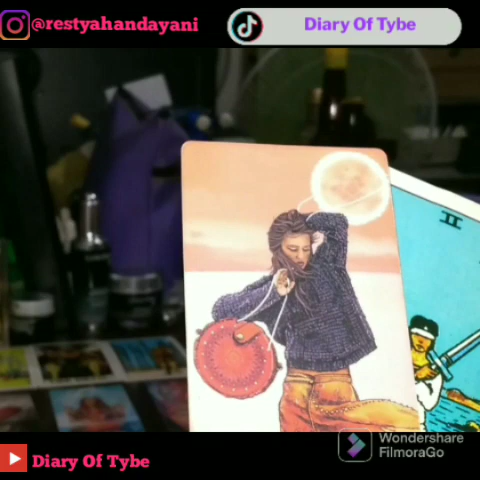 @restyahandayani
Diary Of Tybe
II
Diary Of Tybe
Wondershare
FilmoraGo